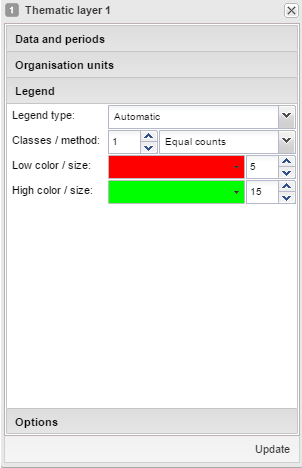 1 Thematic layer 1
Data and periods
Organisation units
Legend
Legend type: Automatic
Classes / method: 1 Equal counts
Low color / size: 5
High color / size: 15
Options
Update